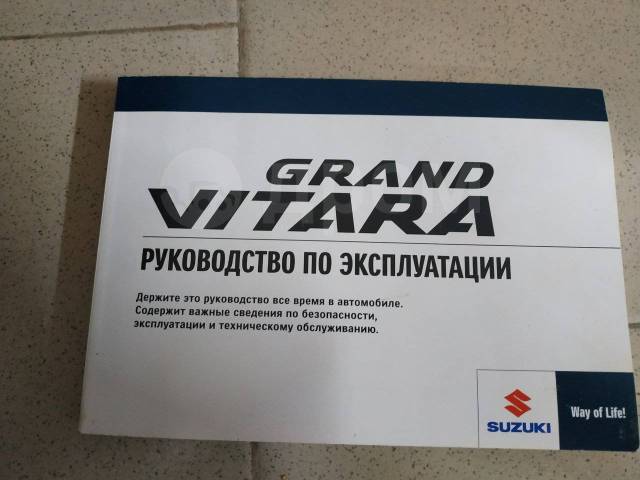 GRAND
VITARA
РУКОВОДСТВО ПО ЭКСПЛУАТАЦИИ
Держите это руководство все время в автомобиле.
Содержит важные сведения по безопасности,
эксплуатации и техническому обслуживанию.
SUZUKI
Way of Life!